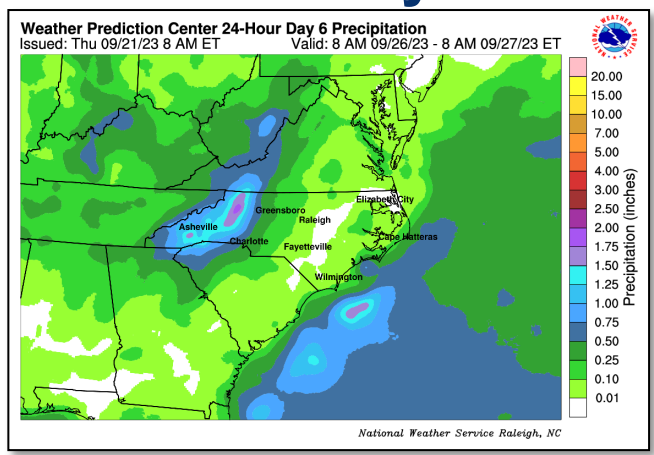 Weather Prediction Center 24-Hour Day 6 Precipitation
Issued: Thu 09/21/23 8 AM ET Valid: 8 AM 09/26/23 - 8 AM 09/27/23 ET
NATIONAL WEATHER SERVICE
20.00
15.00
10.00
7.00
5.00
4.00
3.00
2.50
2.00
1.75
1.50
1.25
1.00
0.75
0.50
0.25
0.10
0.01
Precipitation (inches)
Elizabeth City
Greensboro
Raleigh
Asheville
Cape Hatteras
Charlotte
Fayetteville
Wilmington
National Weather Service Raleigh, NC